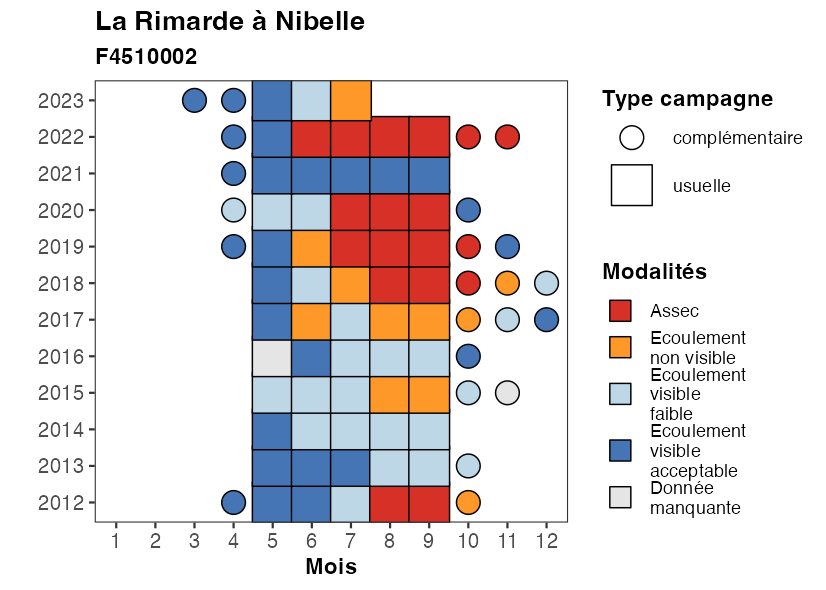 La Rimarde à Nibelle
F4510002
2023
2022
2021
2020
2019
2018
2017
2016
2015
2014
2013
2012
1 2 3 4 5 6 7 8 9 10 11 12
Mois
Type campagne
complémentaire
usuelle
Modalités
Assec
Ecoulement
non visible
Ecoulement
visible
faible
Ecoulement
visible
acceptable
Donnée
manquante